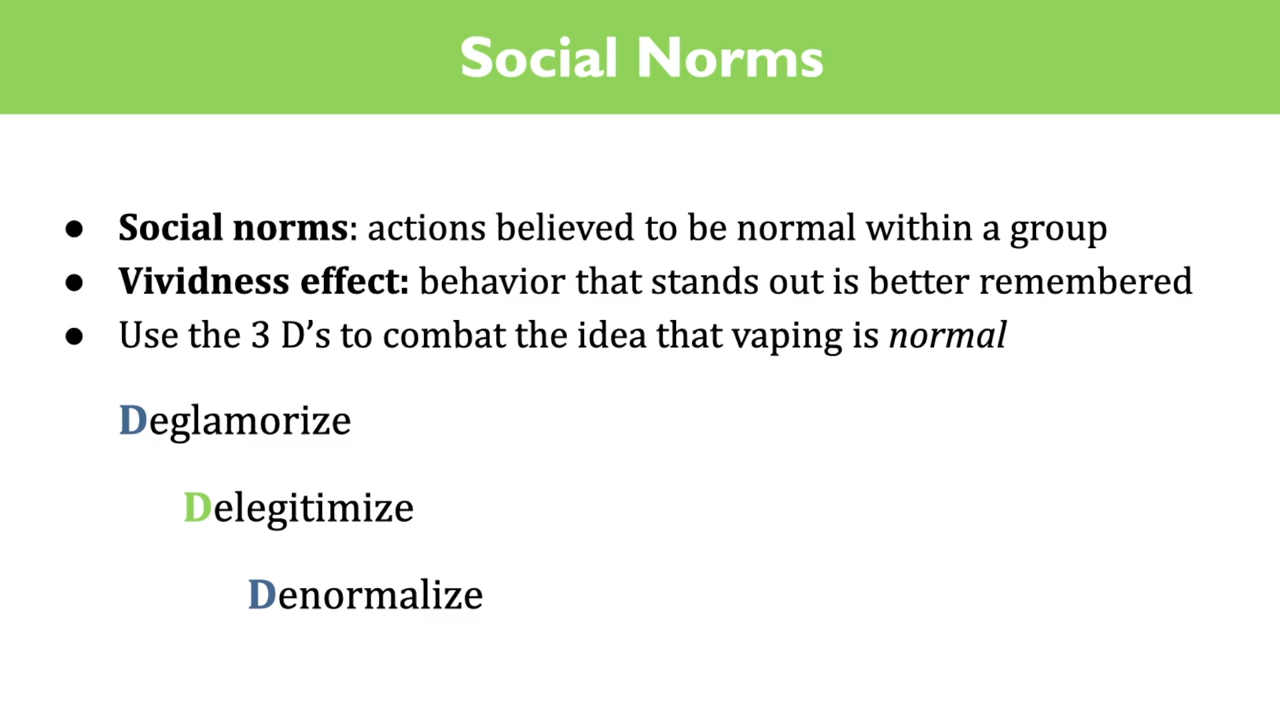 Social Norms
● Social norms: actions believed to be normal within a group
● Vividness effect: behavior that stands out is better remembered
● Use the 3 D’s to combat the idea that vaping is normal
Deglamorize
Delegitimize
Denormalize